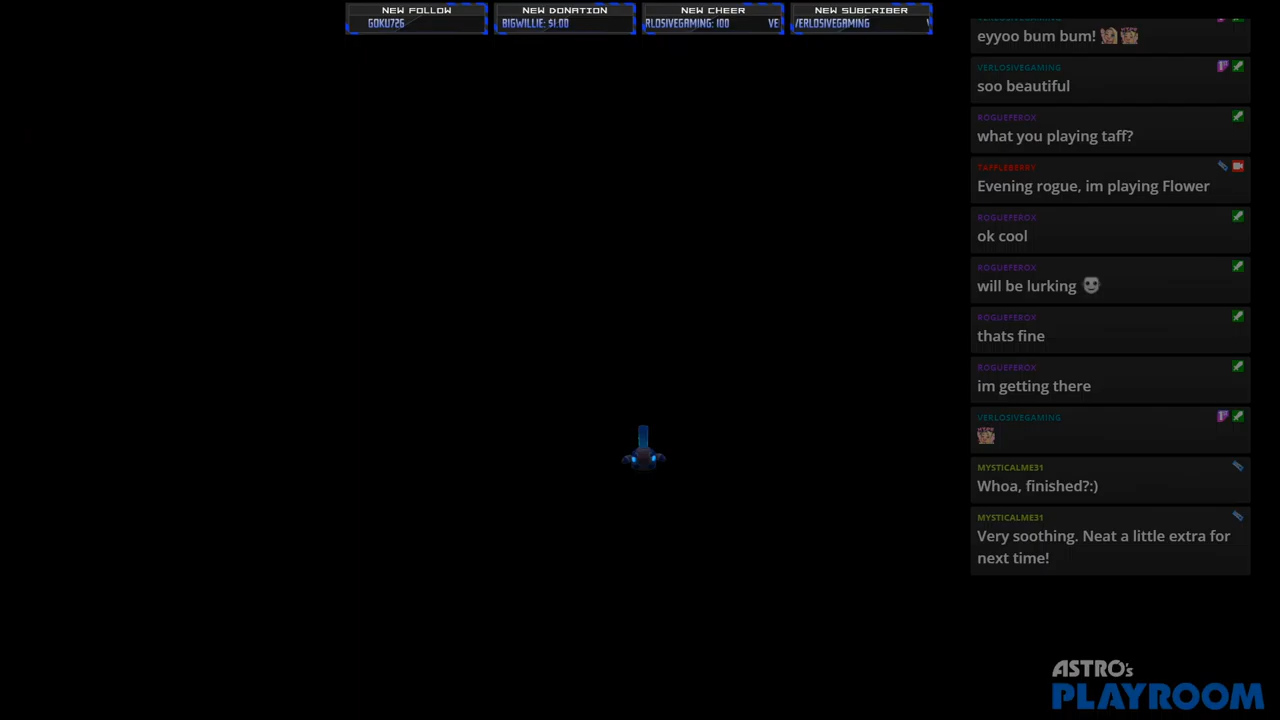 NEW FOLLOW
GOKU726
NEW DONATION
BIGWILLIE: $1.00
NEW CHEER
RLOSIVEGAMING: 100 VE
NEW SUBCRIBER
VERLOSIVEGAMING
VERLOSIVEGAMING
eyyoo bum bum!
VERLOSIVEGAMING
soo beautiful
ROGUEFEROX
what you playing taff?
TAFFLEBERRY
Evening rogue, im playing Flower
ROGUEFEROX
ok cool
ROGUEFEROX
will be lurking
ROGUEFEROX
thats fine
ROGUEFEROX
im getting there
VERLOSIVEGAMING
MYSTICALME31
Whoa, finished?:)
MYSTICALME31
Very soothing. Neat a little extra for
next time!
ASTRO's
PLAYROOM